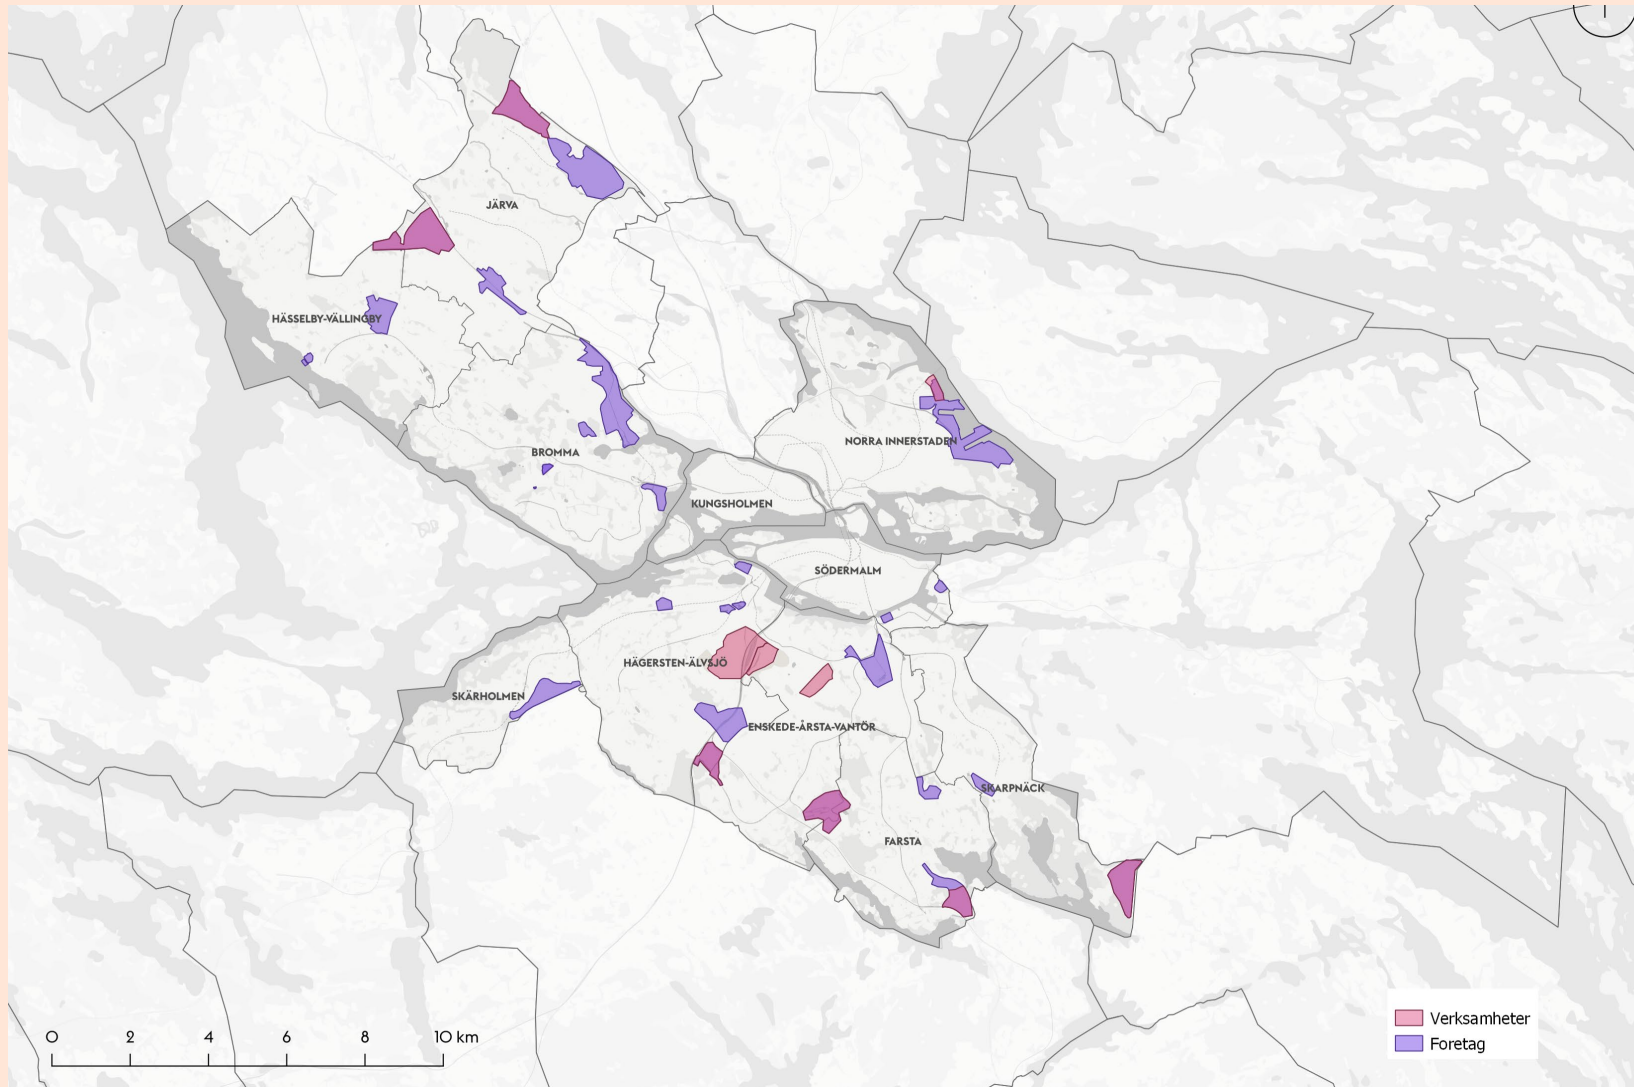 JÄRVA
HÄSSELBY-VÄLLINGBY
NORRA INNERSTADEN
BROMMA
KUNGSHOLMEN
SÖDERMALM
HÄGERSTEN-ÄLVSJÖ
SKÄRHOLMEN
ENSKEDE-ÅRSTA-VANTÖR
SKARPNÄCK
FARSTA
Verksamheter
Foretag
0 2 4 6 8 10 km